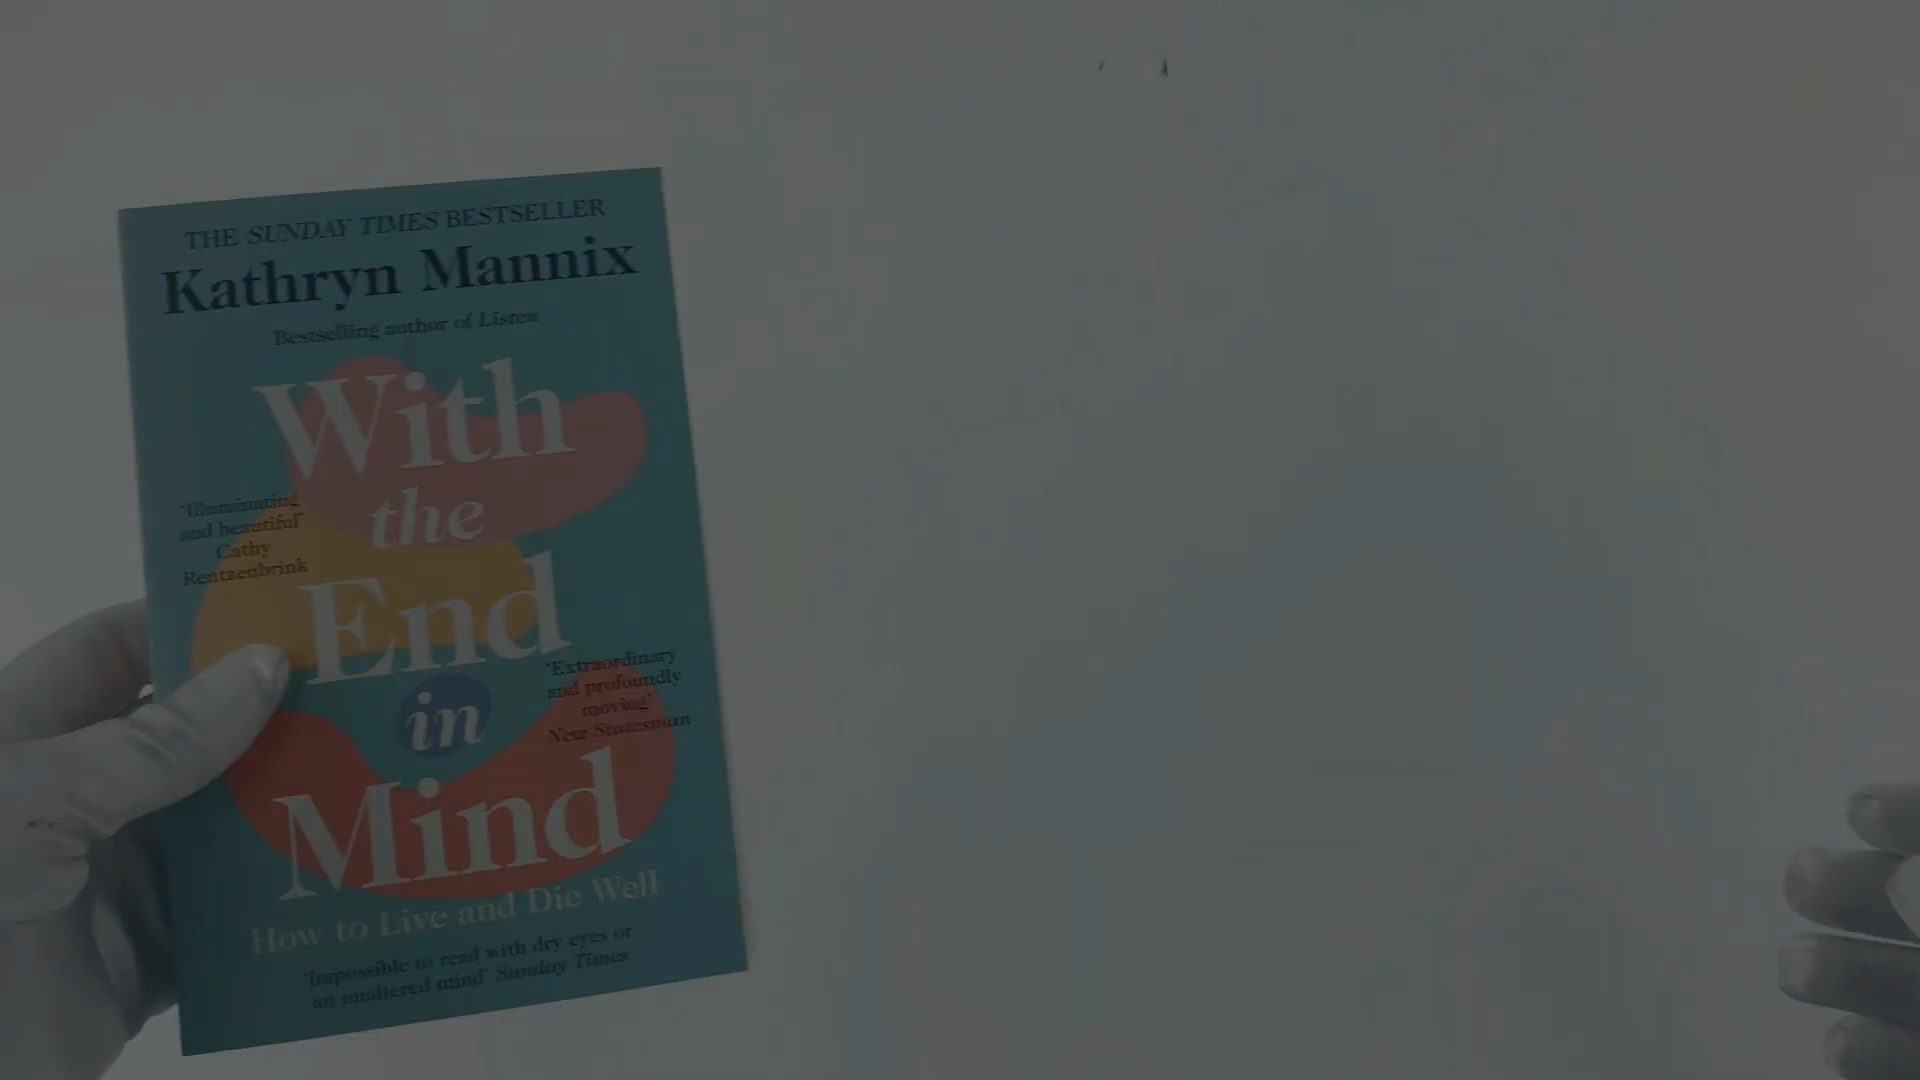 THE SUNDAY TIMES BESTSELLER
Kathryn Mannix
Bestselling author of Listen
With
the
End
in
Mind
'Illuminating
and beautiful'
Cathy
Rentzenbrink
'Extraordinary
and profoundly
moving'
New Statesman
How to Live and Die Well
'Impossible to read with dry eyes or
an unaltered mind' Sunday Times